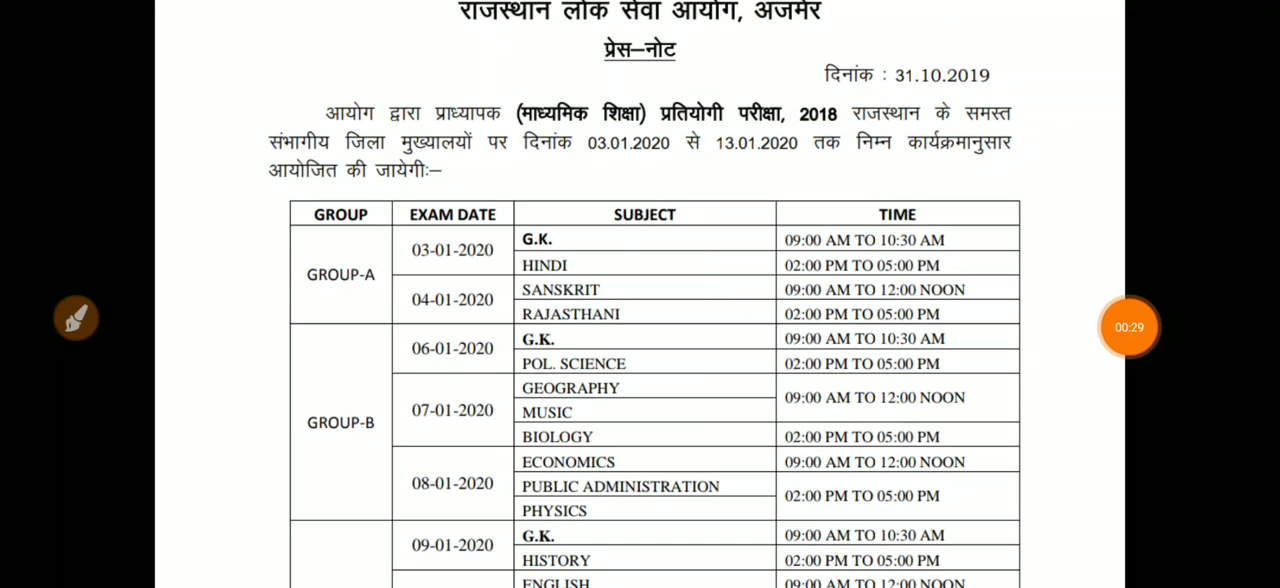 राजस्थान लोक सेवा आयोग, अजमेर
प्रेस–नोट
दिनांक : 31.10.2019
आयोग द्वारा प्राध्यापक (माध्यमिक शिक्षा) प्रतियोगी परीक्षा, 2018 राजस्थान के समस्त
संभागीय जिला मुख्यालयों पर दिनांक 03.01.2020 से 13.01.2020 तक निम्न कार्यक्रमानुसार
आयोजित की जायेगीः–
GROUP EXAM DATE SUBJECT TIME
GROUP-A 03-01-2020 G.K. 09:00 AM TO 10:30 AM
HINDI 02:00 PM TO 05:00 PM
04-01-2020 SANSKRIT 09:00 AM TO 12:00 NOON
RAJASTHANI 02:00 PM TO 05:00 PM
GROUP-B 06-01-2020 G.K. 09:00 AM TO 10:30 AM
POL. SCIENCE 02:00 PM TO 05:00 PM
07-01-2020 GEOGRAPHY 09:00 AM TO 12:00 NOON
MUSIC
BIOLOGY 02:00 PM TO 05:00 PM
08-01-2020 ECONOMICS 09:00 AM TO 12:00 NOON
PUBLIC ADMINISTRATION 02:00 PM TO 05:00 PM
PHYSICS
09-01-2020 G.K. 09:00 AM TO 10:30 AM
HISTORY 02:00 PM TO 05:00 PM
ENGLISH 09:00 AM TO 12:00 NOON
00:29